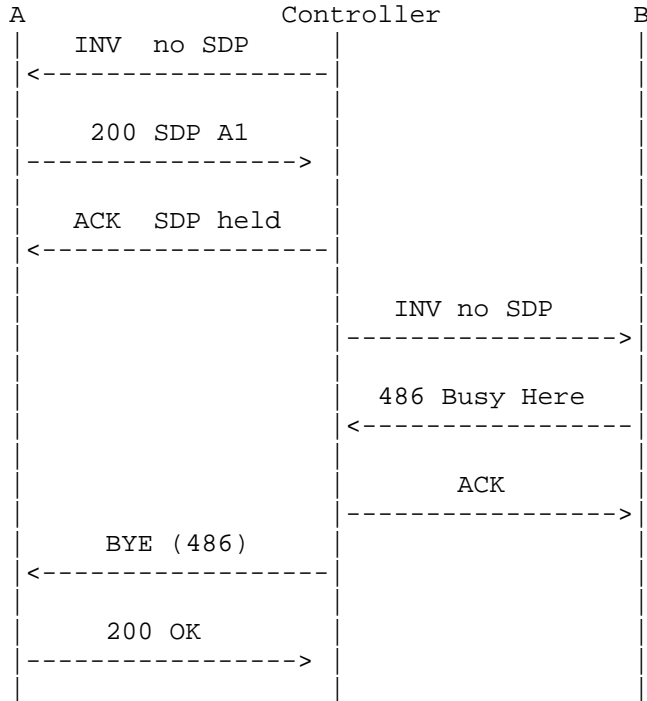 A Controller B
INV no SDP
200 SDP A1
ACK SDP held
INV no SDP
486 Busy Here
ACK
BYE (486)
200 OK